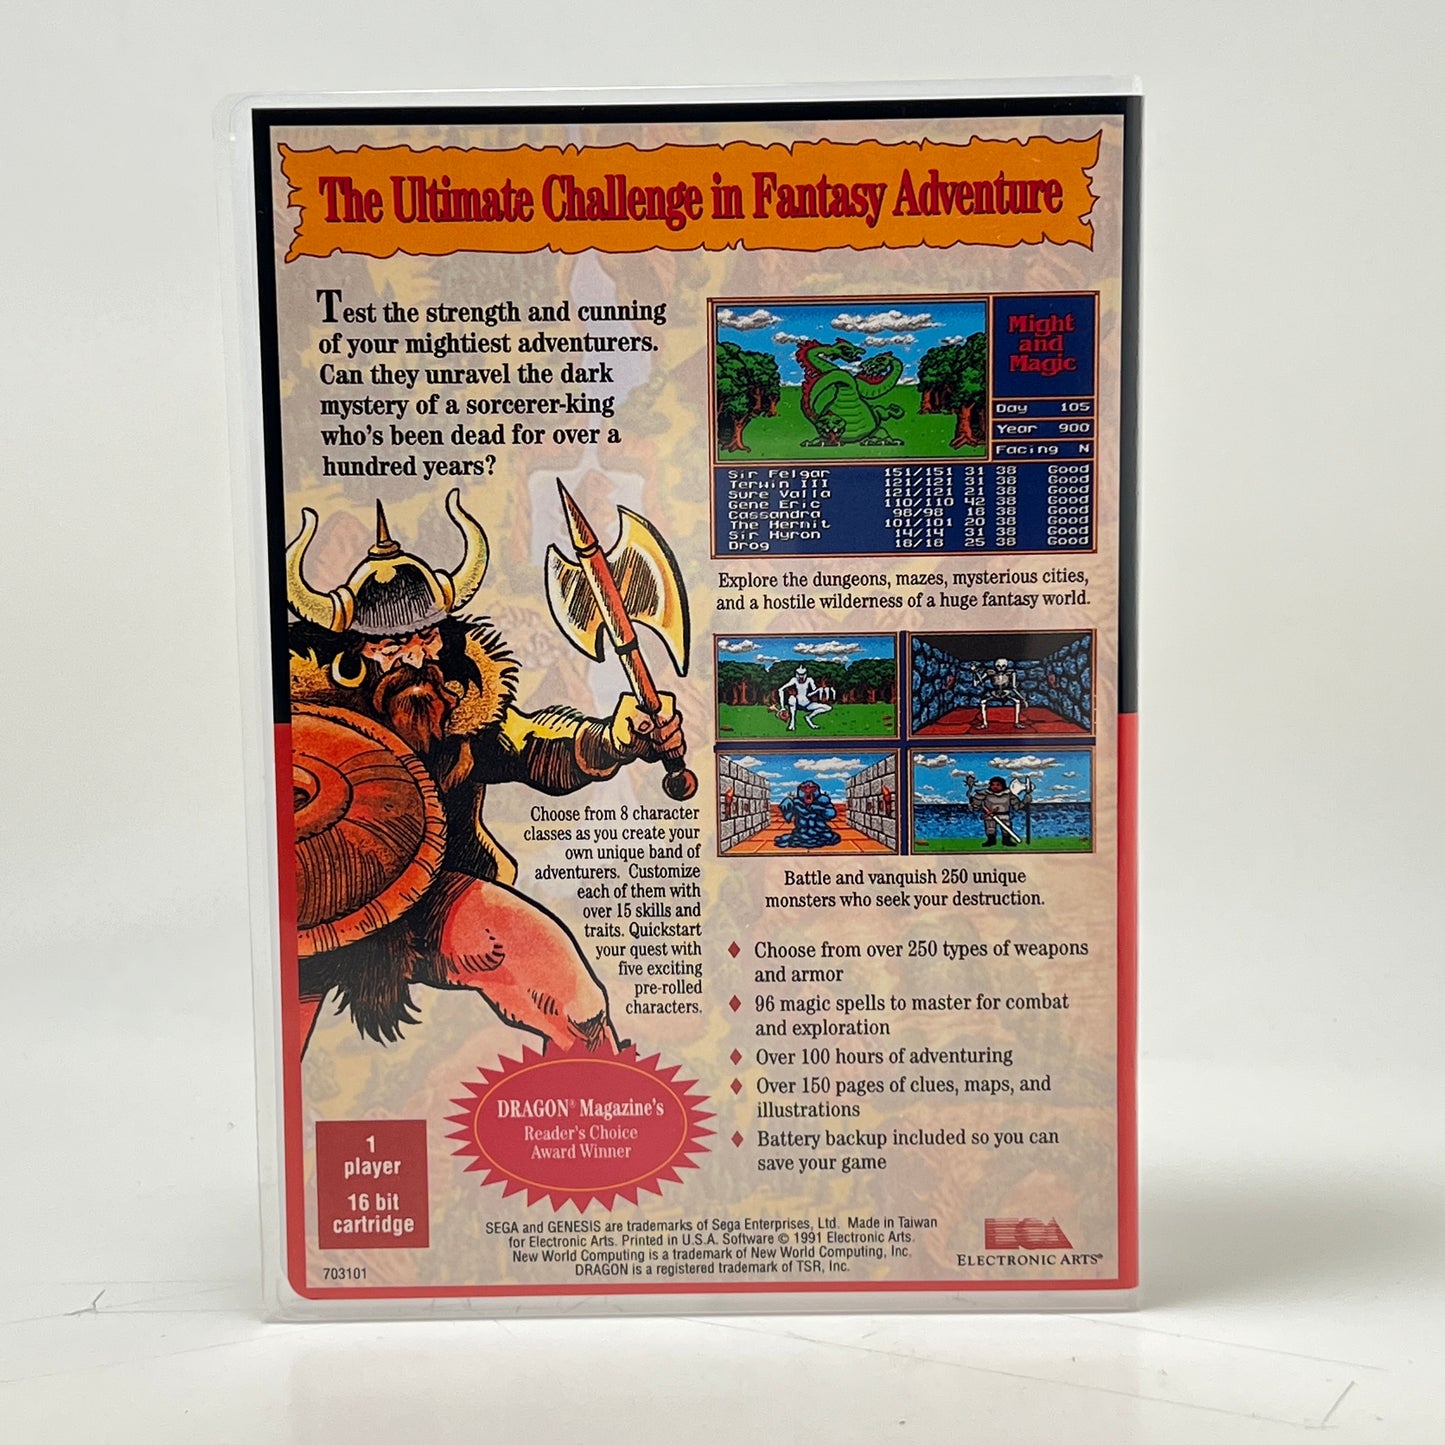 The Ultimate Challenge in Fantasy Adventure
Test the strength and cunning
of your mightiest adventurers.
Can they unravel the dark
mystery of a sorcerer-king
who's been dead for over a
hundred years?
Might
and
Magic
Day 105
Year 900
Facing N
Sir Felgar 151/151 31 38 Good
Terwin III 121/121 31 38 Good
Sure Valla 121/121 21 38 Good
Gene Eric 110/110 42 38 Good
Cassandra 98/98 18 38 Good
The Hermit 101/101 20 38 Good
Sir Hyron 14/14 31 38 Good
Drog 18/18 25 38 Good
Explore the dungeons, mazes, mysterious cities,
and a hostile wilderness of a huge fantasy world.
Choose from 8 character
classes as you create your
own unique band of
adventurers. Customize
each of them with
over 15 skills and
traits. Quickstart
your quest with
five exciting
pre-rolled
characters.
Battle and vanquish 250 unique
monsters who seek your destruction.
♦ Choose from over 250 types of weapons
and armor
♦ 96 magic spells to master for combat
and exploration
♦ Over 100 hours of adventuring
♦ Over 150 pages of clues, maps, and
illustrations
♦ Battery backup included so you can
save your game
DRAGON® Magazine's
Reader's Choice
Award Winner
1
player
16 bit
cartridge
703101
SEGA and GENESIS are trademarks of Sega Enterprises, Ltd. Made in Taiwan
for Electronic Arts. Printed in U.S.A. Software © 1991 Electronic Arts.
New World Computing is a trademark of New World Computing, Inc.
DRAGON is a registered trademark of TSR, Inc.
EOA
ELECTRONIC ARTS®